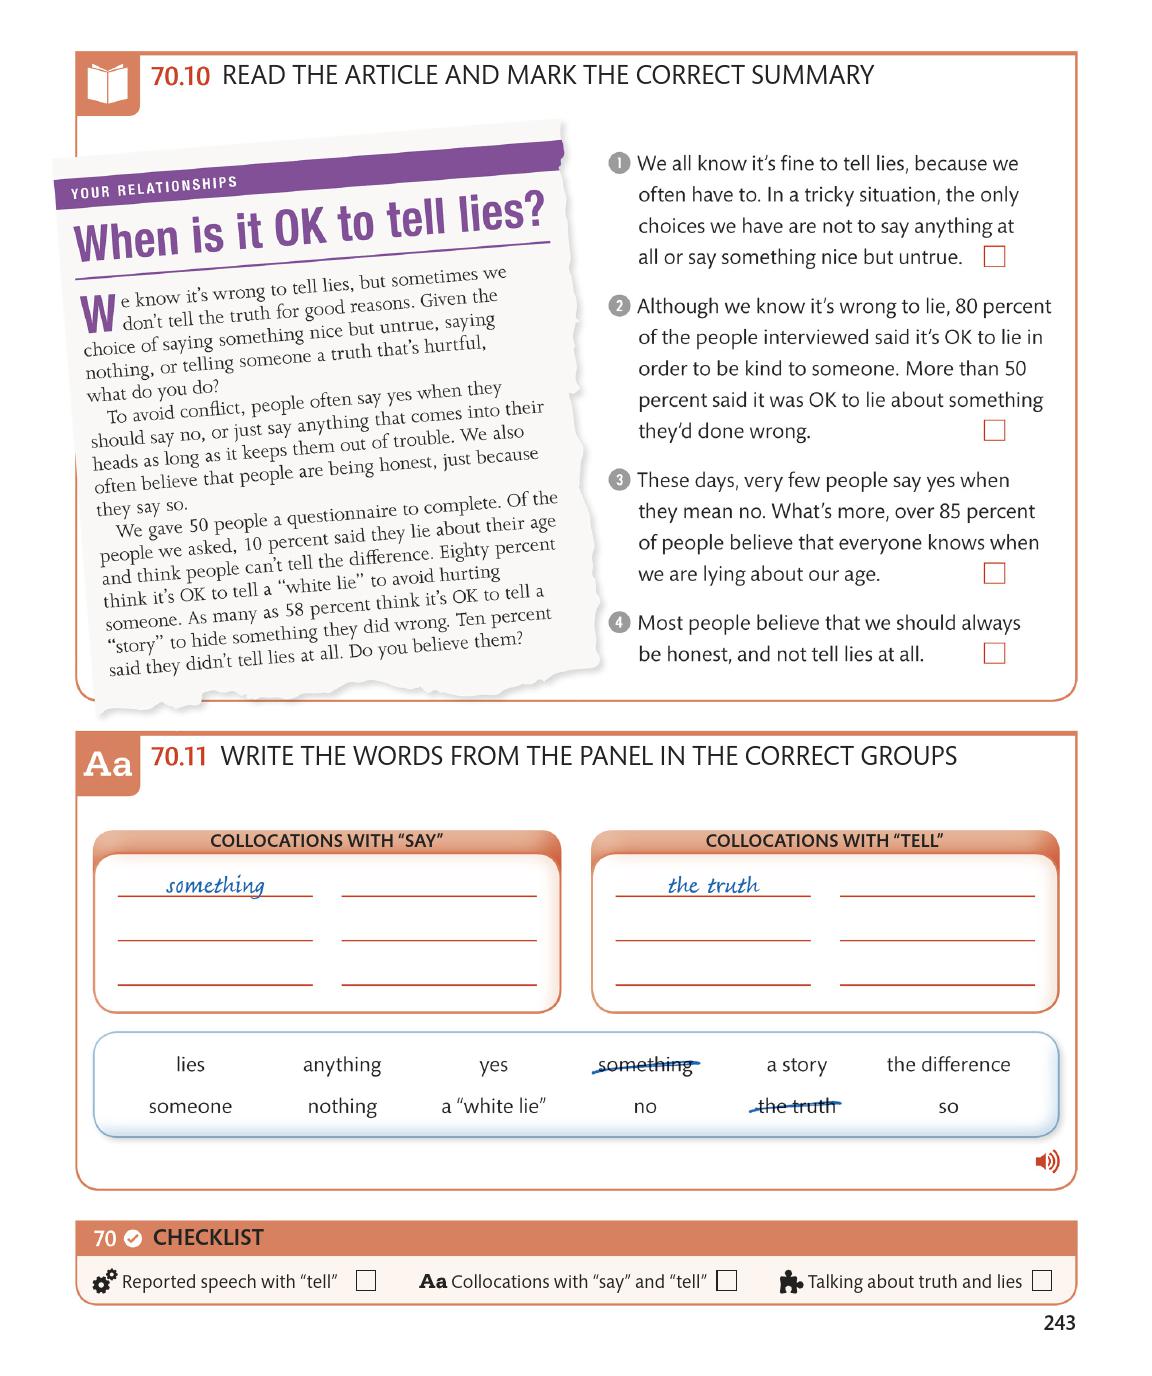 70.10 READ THE ARTICLE AND MARK THE CORRECT SUMMARY
YOUR RELATIONSHIPS
When is it OK to tell lies?
We know it's wrong to tell lies, but sometimes we
don't tell the truth for good reasons. Given the
choice of saying something nice but untrue, saying
nothing, or telling someone a truth that's hurtful,
what do you do?
To avoid conflict, people often say yes when they
should say no, or just say anything that comes into their
heads as long as it keeps them out of trouble. We also
often believe that people are being honest, just because
they say so.
We gave 50 people a questionnaire to complete. Of the
people we asked, 10 percent said they lie about their age
and think people can't tell the difference. Eighty percent
think it's OK to tell a “white lie” to avoid hurting
someone. As many as 58 percent think it's OK to tell a
“story” to hide something they did wrong. Ten percent
said they didn't tell lies at all. Do you believe them?
1 We all know it's fine to tell lies, because we
often have to. In a tricky situation, the only
choices we have are not to say anything at
all or say something nice but untrue.
2 Although we know it's wrong to lie, 80 percent
of the people interviewed said it's OK to lie in
order to be kind to someone. More than 50
percent said it was OK to lie about something
they'd done wrong.
3 These days, very few people say yes when
they mean no. What's more, over 85 percent
of people believe that everyone knows when
we are lying about our age.
4 Most people believe that we should always
be honest, and not tell lies at all.
Aa 70.11 WRITE THE WORDS FROM THE PANEL IN THE CORRECT GROUPS
COLLOCATIONS WITH “SAY”
something
COLLOCATIONS WITH “TELL”
the truth
lies anything yes something a story the difference
someone nothing a “white lie” no the truth so
70 CHECKLIST
Reported speech with “tell” Aa Collocations with “say” and “tell” Talking about truth and lies
243